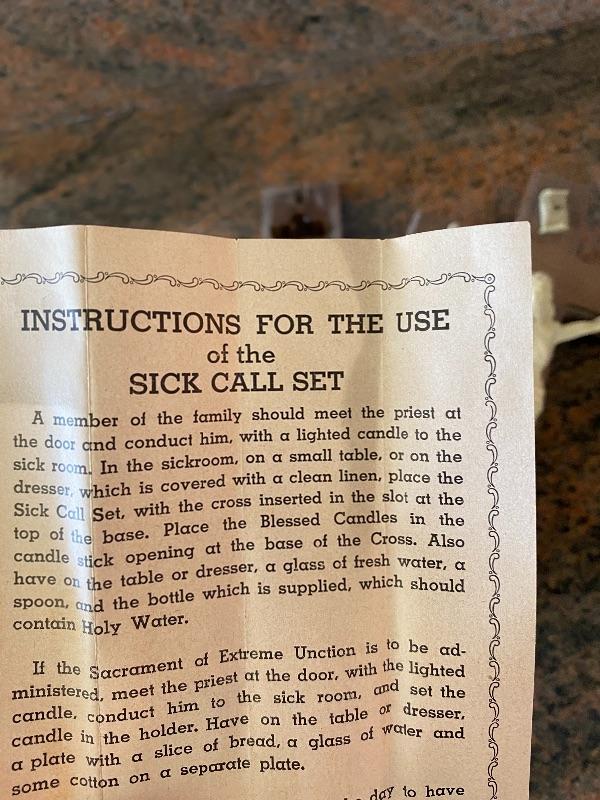 INSTRUCTIONS FOR THE USE
of the
SICK CALL SET
A member of the family should meet the priest at
the door and conduct him, with a lighted candle to the
sick room. In the sickroom, on a small table, or on the
dresser, which is covered with a clean linen, place the
Sick Call Set, with the cross inserted in the slot at the
top of the base. Place the Blessed Candles in the
candle stick opening at the base of the Cross. Also
have on the table or dresser, a glass of fresh water, a
spoon, and the bottle which is supplied, which should
contain Holy Water.
If the Sacrament of Extreme Unction is to be ad-
ministered, meet the priest at the door, with the lighted
candle, conduct him to the sick room, and set the
candle in the holder. Have on the table or dresser,
a plate with a slice of bread, a glass of water and
some cotton on a separate plate.
day to have